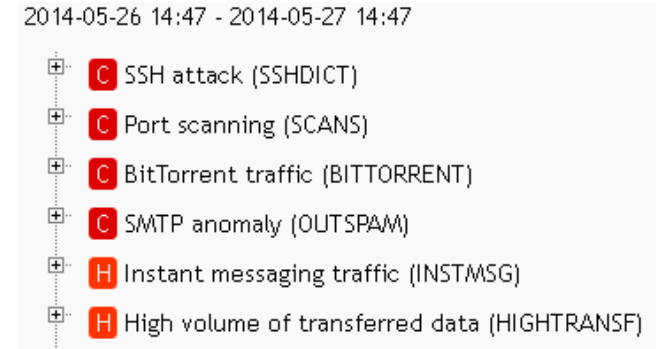 2014-05-26 14:47 - 2014-05-27 14:47
C SSH attack (SSHDICT)
C Port scanning (SCANS)
C BitTorrent traffic (BITTORRENT)
C SMTP anomaly (OUTSPAM)
H Instant messaging traffic (INSTMSG)
H High volume of transferred data (HIGHTRANSF)